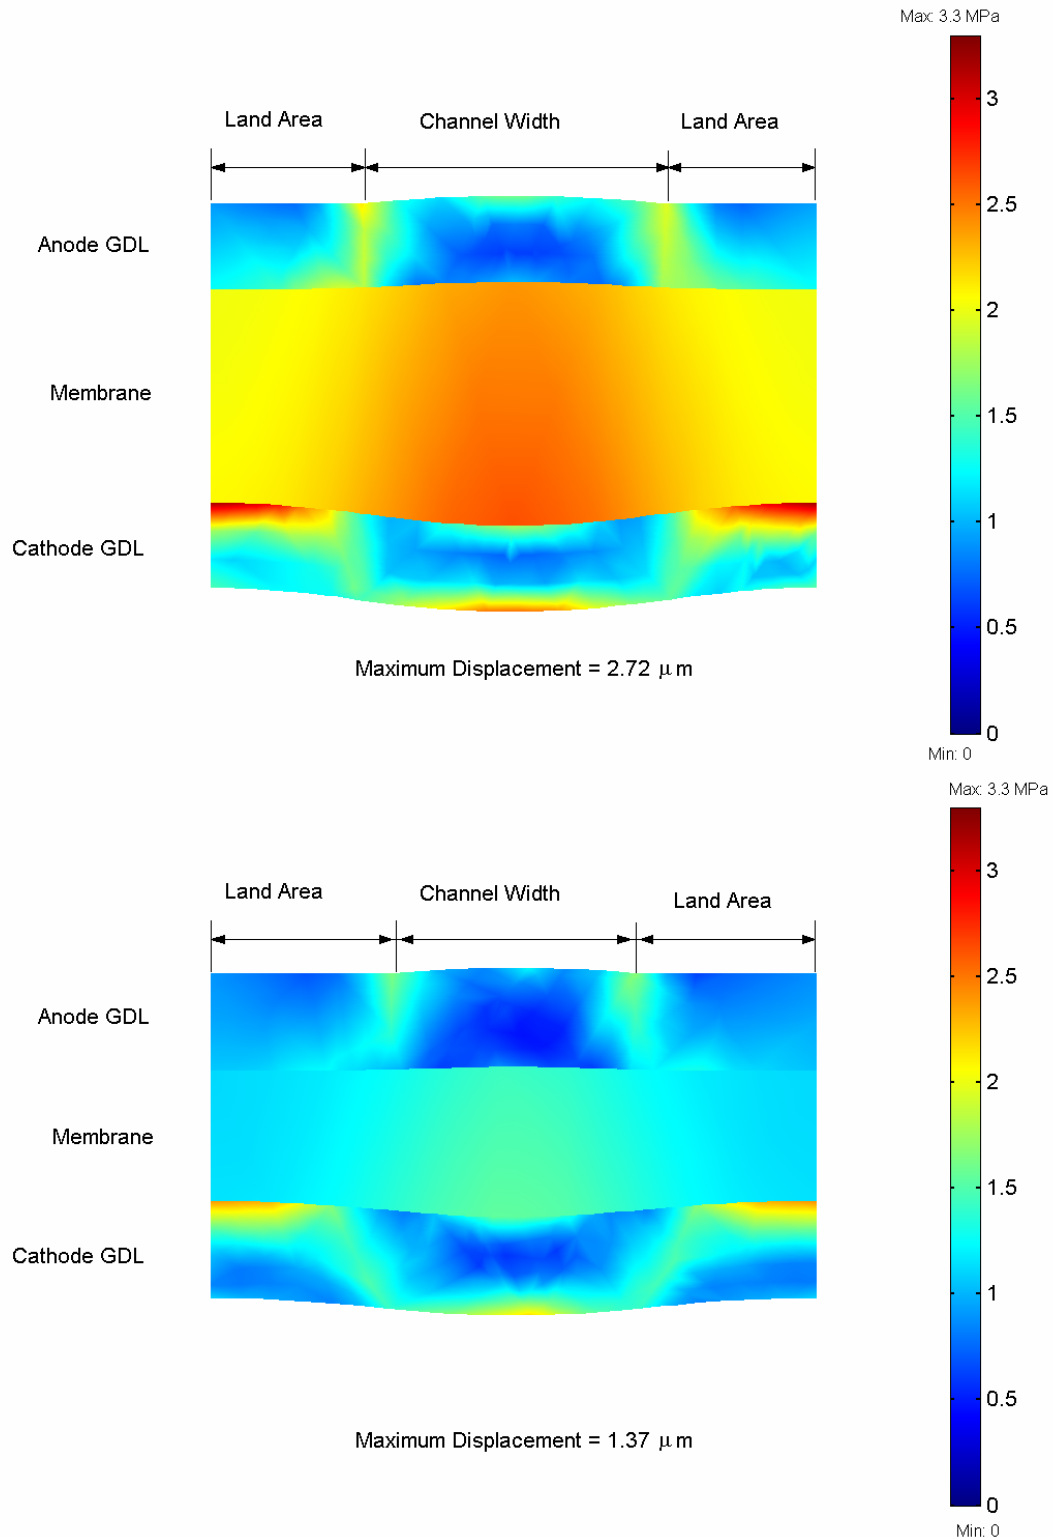 Max: 3.3 MPa
Land Area
Channel Width
Land Area
Anode GDL
Membrane
Cathode GDL
3
2.5
2
1.5
1
0.5
0
Maximum Displacement = 2.72 μm
Min: 0
Max: 3.3 MPa
Land Area
Channel Width
Land Area
Anode GDL
Membrane
Cathode GDL
3
2.5
2
1.5
1
0.5
0
Maximum Displacement = 1.37 μm
Min: 0